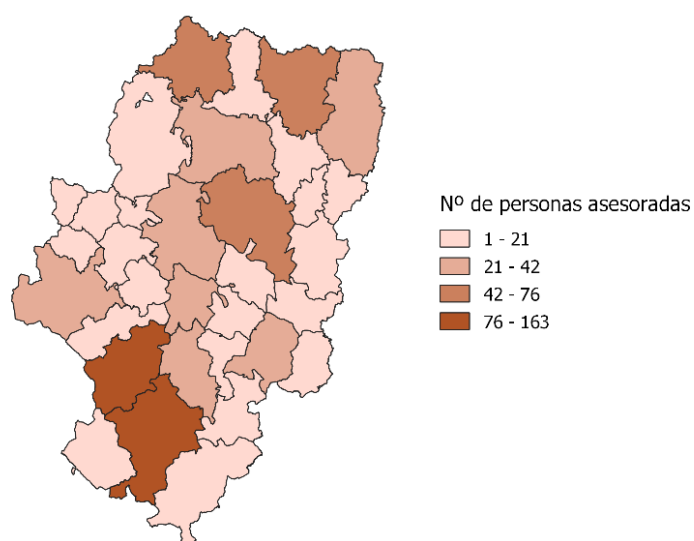 Nº de personas asesoradas
1 - 21
21 - 42
42 - 76
76 - 163